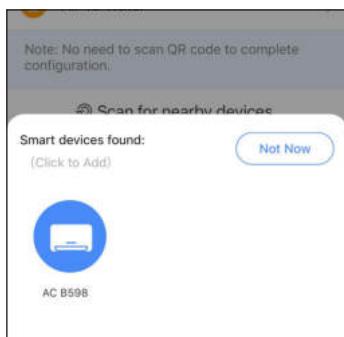 Note: No need to scan QR code to complete
configuration.
Scan for nearby devices
Smart devices found:
(Click to Add)
Not Now
AC B598